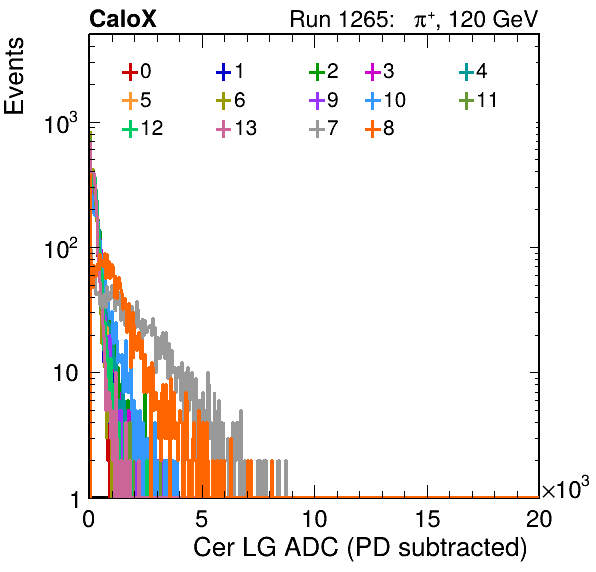 CaloX Run 1265: π⁺, 120 GeV
Events
0 1 2 3 4
5 6 9 10 11
12 13 7 8
10³
10²
10
1
0 5 10 15 20
×10³
Cer LG ADC (PD subtracted)